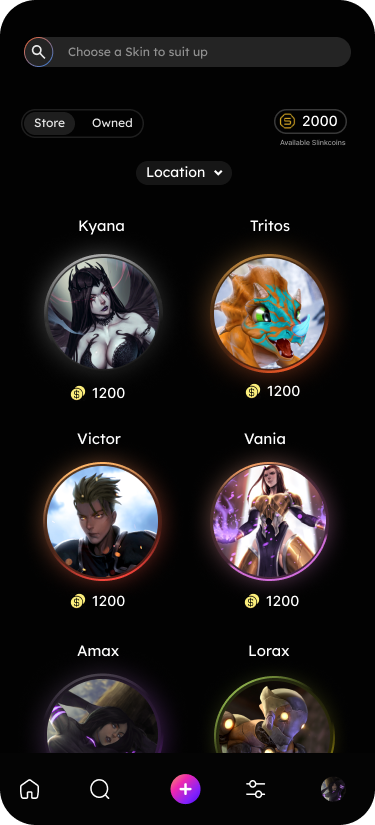 Choose a Skin to suit up
Store Owned
2000
Available Slinkcoins
Location
Kyana Tritos
1200 1200
Victor Vania
1200 1200
Amax Lorax